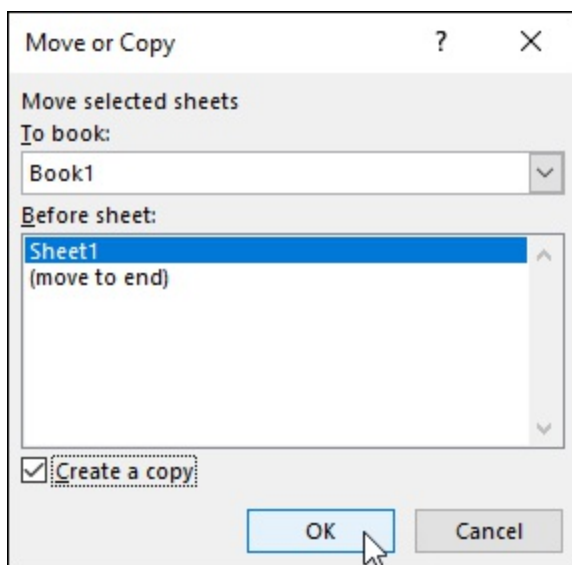 Move or Copy ?
Move selected sheets
To book:
Book1
Before sheet:
Sheet1
(move to end)
Create a copy
OK Cancel